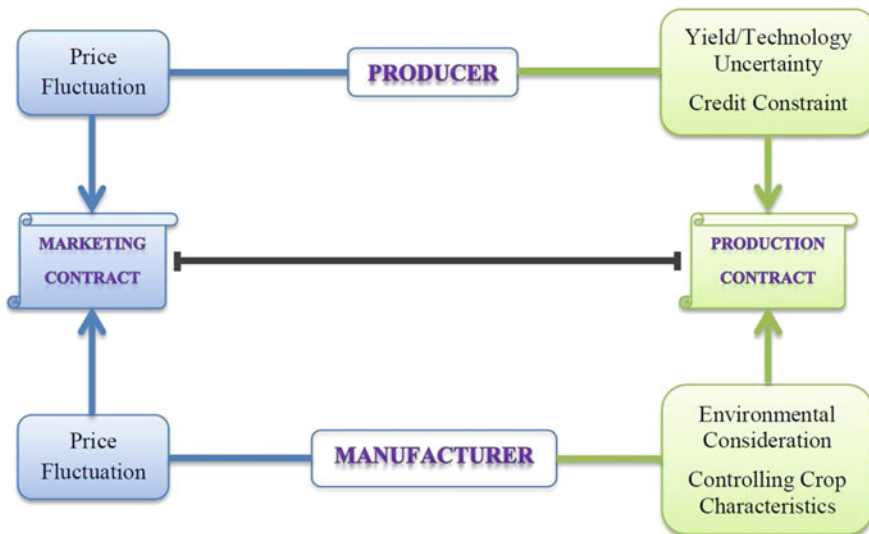 Price
Fluctuation
PRODUCER
Yield/Technology
Uncertainty
Credit Constraint
MARKETING
CONTRACT
PRODUCTION
CONTRACT
Price
Fluctuation
MANUFACTURER
Environmental
Consideration
Controlling Crop
Characteristics